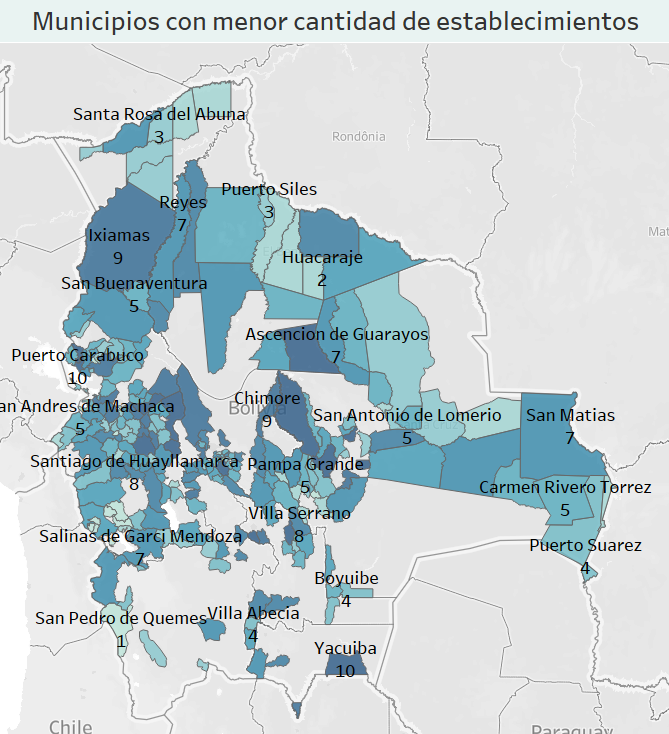 Municipios con menor cantidad de establecimientos
Santa Rosa del Abuna
3
Rondônia
Puerto Siles
3
Reyes
7
Mat
Ixiamas
9
Huacaraje
2
San Buenaventura
5
Ascencion de Guarayos
7
Puerto Carabuco
10
Chimore
9
an Andres de Machaca
5
San Antonio de Lomerio
5
San Matias
7
Santiago de Huayllamarca
8
Pampa Grande
5
Carmen Rivero Torrez
5
Villa Serrano
8
Salinas de Garci Mendoza
7
Puerto Suarez
4
Boyuibe
4
San Pedro de Quemes
1
Villa Abecia
4
Yacuiba
10
Chile
Paraguay